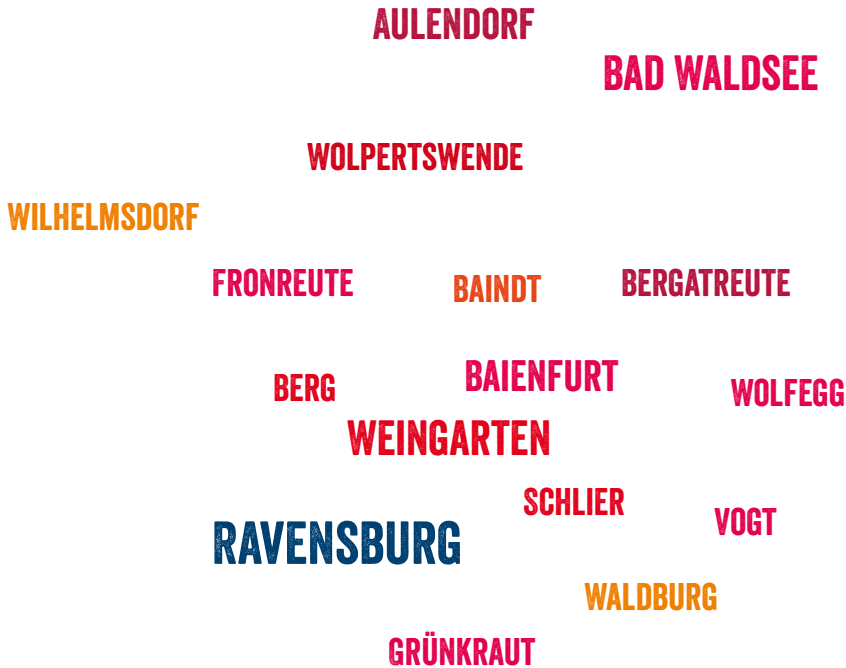 AULENDORF
BAD WALDSEE
WOLPERTSWENDE
WILHELMSDORF
FRONREUTE
BAINDT
BERGATREUTE
BERG
BAIENFURT
WOLFEGG
WEINGARTEN
SCHLIER
VOGT
RAVENSBURG
WALDBURG
GRÜNKRAUT